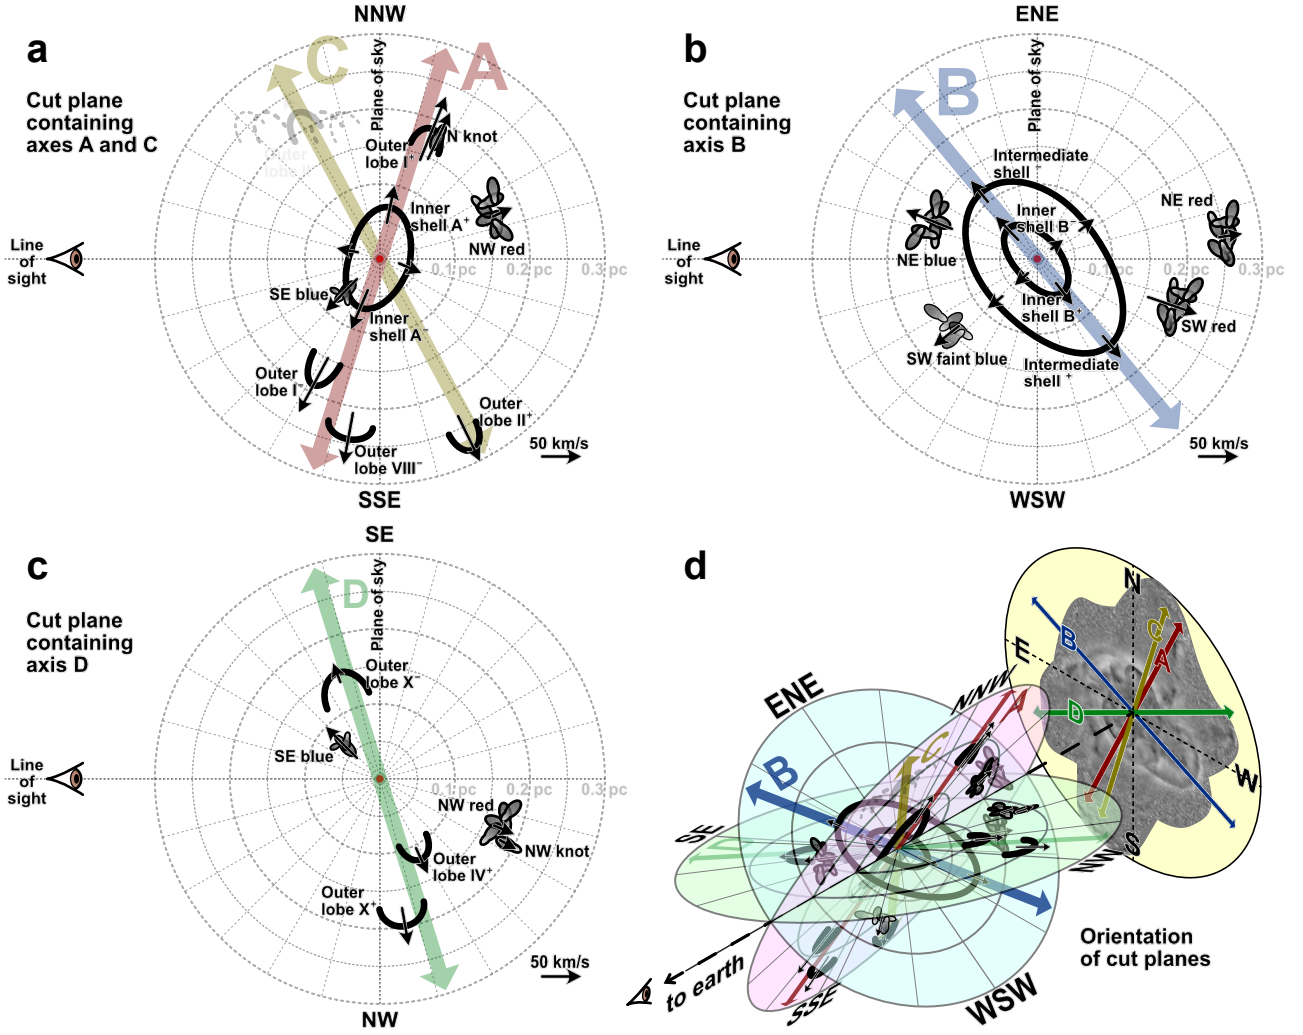 a
Cut plane
containing
axes A and C
NNW
C
A
Plane of sky
Outer
lobe I+
N knot
Outer
lobe II-
Inner
shell A+
NW red
Line
of
sight
0.1 pc
0.2 pc
0.3 pc
SE blue
Inner
shell A-
Outer
lobe I-
Outer
lobe II+
Outer
lobe VIII-
50 km/s
SSE
b
Cut plane
containing
axis B
ENE
B
Plane of sky
Intermediate
shell -
NE red
Inner
shell B-
NE blue
Line
of
sight
0.1 pc
0.2 pc
0.3 pc
Inner
shell B+
SW red
SW faint blue
Intermediate
shell +
50 km/s
WSW
c
Cut plane
containing
axis D
SE
D
Plane of sky
Outer
lobe X-
SE blue
Line
of
sight
0.1 pc
0.2 pc
0.3 pc
NW red
NW knot
Outer
lobe IV+
Outer
lobe X+
50 km/s
NW
d
N
C
B
A
E
D
W
S
ENE
NNW
A
C
B
SE
NW
SSE
WSW
to earth
Orientation
of cut planes